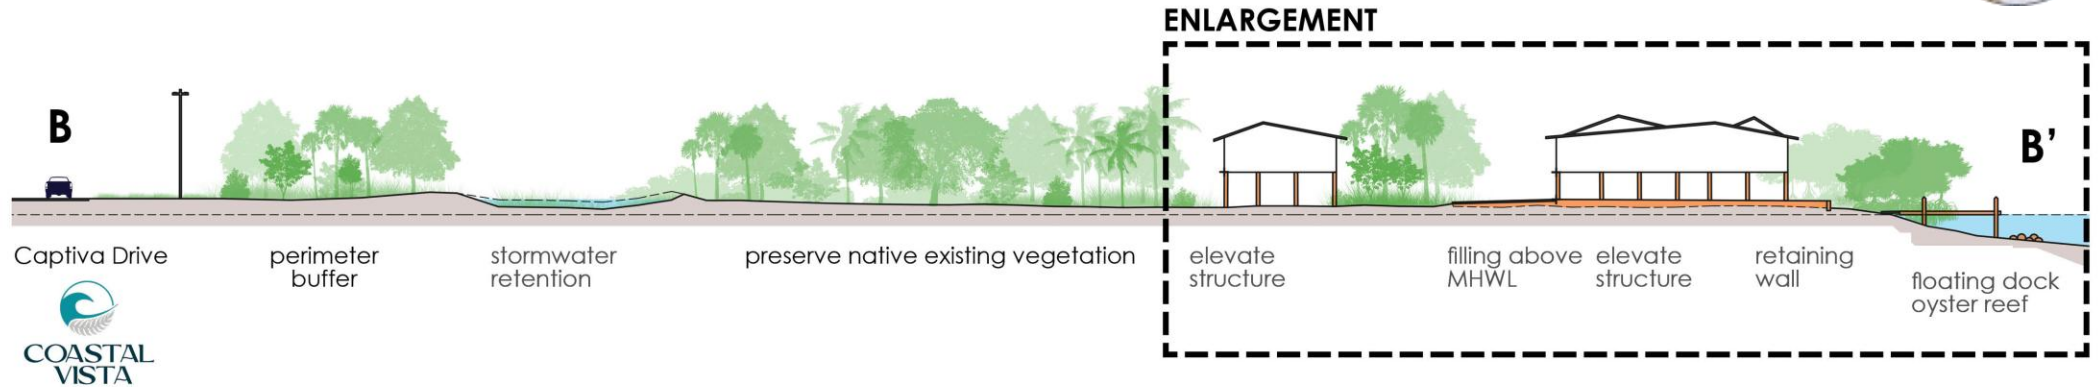 ENLARGEMENT
B
B’
Captiva Drive
perimeter
buffer
stormwater
retention
preserve native existing vegetation
elevate
structure
filling above
MHWL
elevate
structure
retaining
wall
floating dock
oyster reef
COASTAL
VISTA